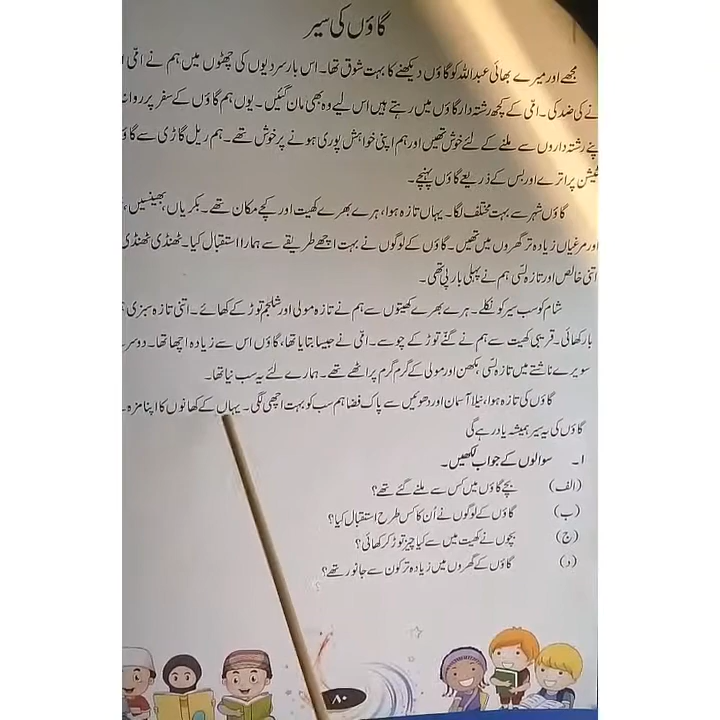 گاؤں کی سیر
مجھے اور میرے بھائی عبداللہ کو گاؤں دیکھنے کا بہت شوق تھا۔ اس بار سردیوں کی چھٹیوں میں ہم نے امّی ا
نے کی ضد کی۔ امّی کے کچھ رشتہ دار گاؤں میں رہتے ہیں اس لیے وہ بھی مان گئیں۔ یوں ہم گاؤں کے سفر پر روانہ
پنے رشتہ داروں سے ملنے کے لئے خوش تھیں اور ہم اپنی خواہش پوری ہونے پر خوش تھے۔ ہم ریل گاڑی سے گاؤ
ٹیشن پر اترے اور بس کے ذریعے گاؤں پہنچے۔
گاؤں شہر سے بہت مختلف لگا۔ یہاں تازہ ہوا، ہرے بھرے کھیت اور کچے مکان تھے۔ بکریاں، بھینسیں،
اور مرغیاں زیادہ تر گھروں میں تھیں۔ گاؤں کے لوگوں نے بہت اچھے طریقے سے ہمارا استقبال کیا۔ ٹھنڈی ٹھنڈی
اتنی خالص اور تازہ لسّی ہم نے پہلی بار پی تھی۔
شام کو سب سیر کو نکلے۔ ہرے بھرے کھیتوں سے ہم نے تازہ مولی اور شلجم توڑ کے کھائے۔ اتنی تازہ سبزی
بار کھائی۔ قریبی کھیت سے ہم نے گنّے توڑ کے چوسے۔ امّی نے جیسا بتایا تھا، گاؤں اس سے زیادہ اچھا تھا۔ دوسر
سویرے ناشتے میں تازہ لسّی، مکھن اور مولی کے گرم گرم پراٹھے تھے۔ ہمارے لئے یہ سب نیا تھا۔
گاؤں کی تازہ ہوا، نیلا آسمان اور دھوئیں سے پاک فضا ہم سب کو بہت اچھی لگی۔ یہاں کے کھانوں کا اپنا مزہ
گاؤں کی یہ سیر ہمیشہ یاد رہے گی
۱۔ سوالوں کے جواب لکھیں۔
(الف) بچے گاؤں میں کس سے ملنے گئے تھے؟
(ب) گاؤں کے لوگوں نے اُن کا کس طرح استقبال کیا؟
(ج) بچوں نے کھیت میں سے کیا چیز توڑ کر کھائی؟
(د) گاؤں کے گھروں میں زیادہ تر کون سے جانور تھے؟
۸۰